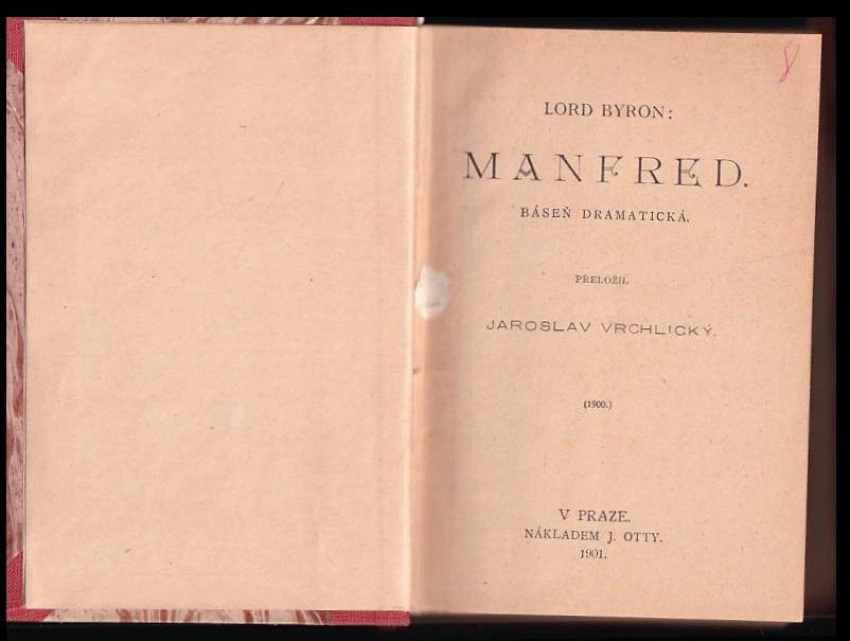 8
LORD BYRON:
MANFRED.
BÁSEŇ DRAMATICKÁ.
PŘELOŽIL
JAROSLAV VRCHLICKÝ.
(1900.)
V PRAZE.
NÁKLADEM J. OTTY.
1901.